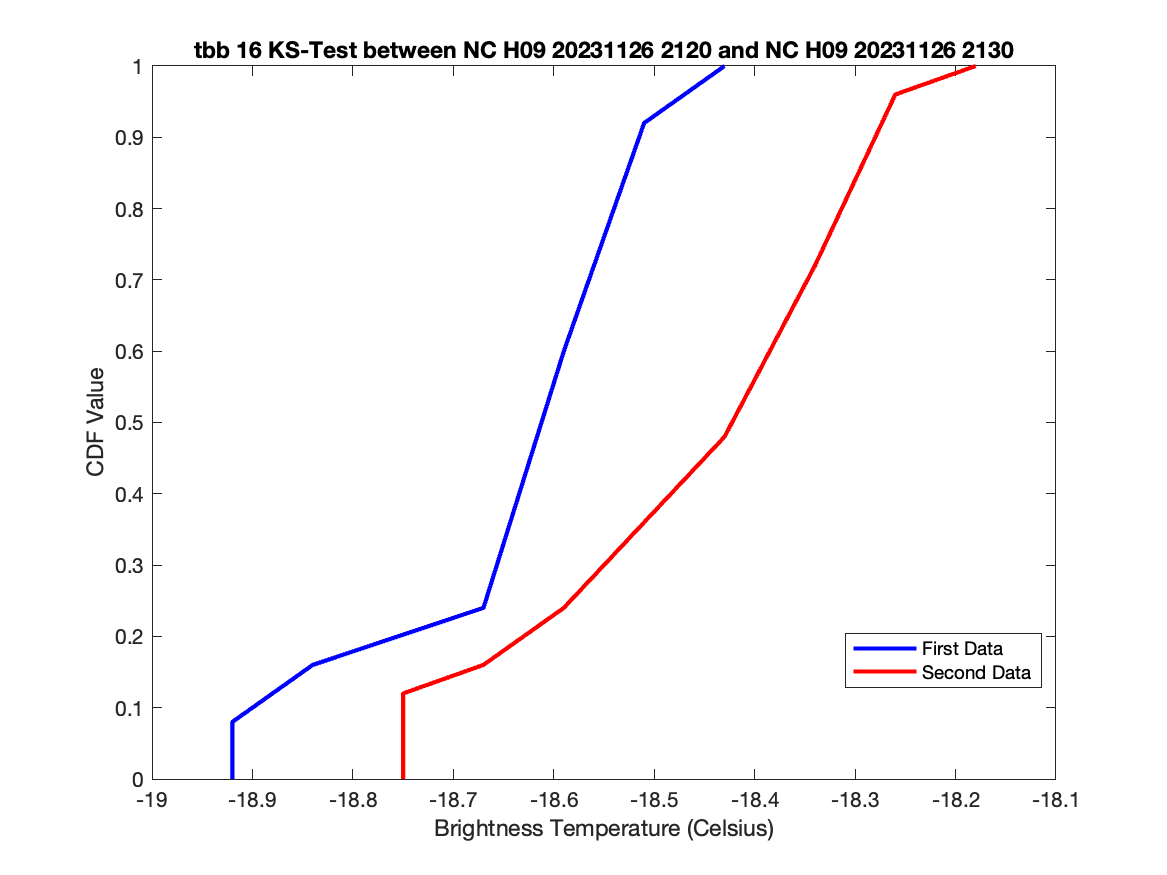 tbb 16 KS-Test between NC H09 20231126 2120 and NC H09 20231126 2130
1
0.9
0.8
0.7
0.6
0.5
0.4
0.3
0.2
0.1
0
CDF Value
First Data
Second Data
-19 -18.9 -18.8 -18.7 -18.6 -18.5 -18.4 -18.3 -18.2 -18.1
Brightness Temperature (Celsius)